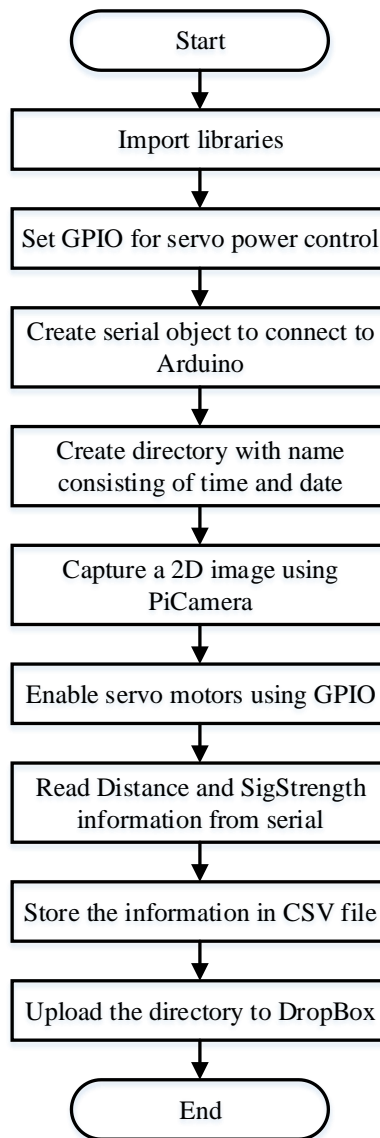 Start
Import libraries
Set GPIO for servo power control
Create serial object to connect to
Arduino
Create directory with name
consisting of time and date
Capture a 2D image using
PiCamera
Enable servo motors using GPIO
Read Distance and SigStrength
information from serial
Store the information in CSV file
Upload the directory to DropBox
End